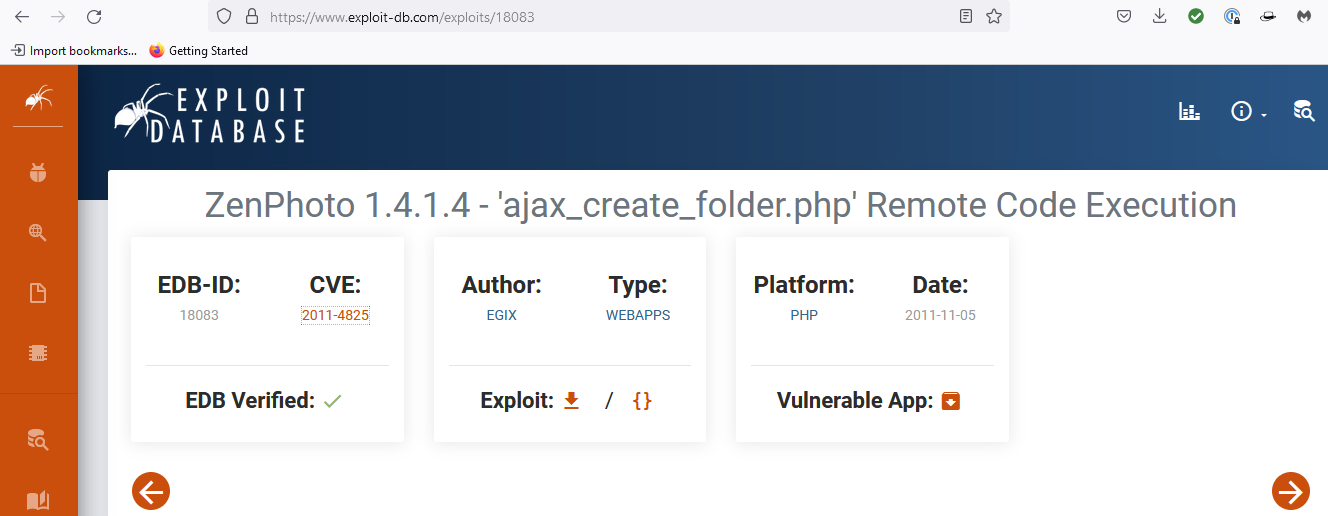 https://www.exploit-db.com/exploits/18083
Import bookmarks... Getting Started
EXPLOIT
DATABASE
ZenPhoto 1.4.1.4 - 'ajax_create_folder.php' Remote Code Execution
EDB-ID: CVE: Author: Type: Platform: Date:
18083 2011-4825 EGIX WEBAPPS PHP 2011-11-05
EDB Verified: Exploit: / {} Vulnerable App: